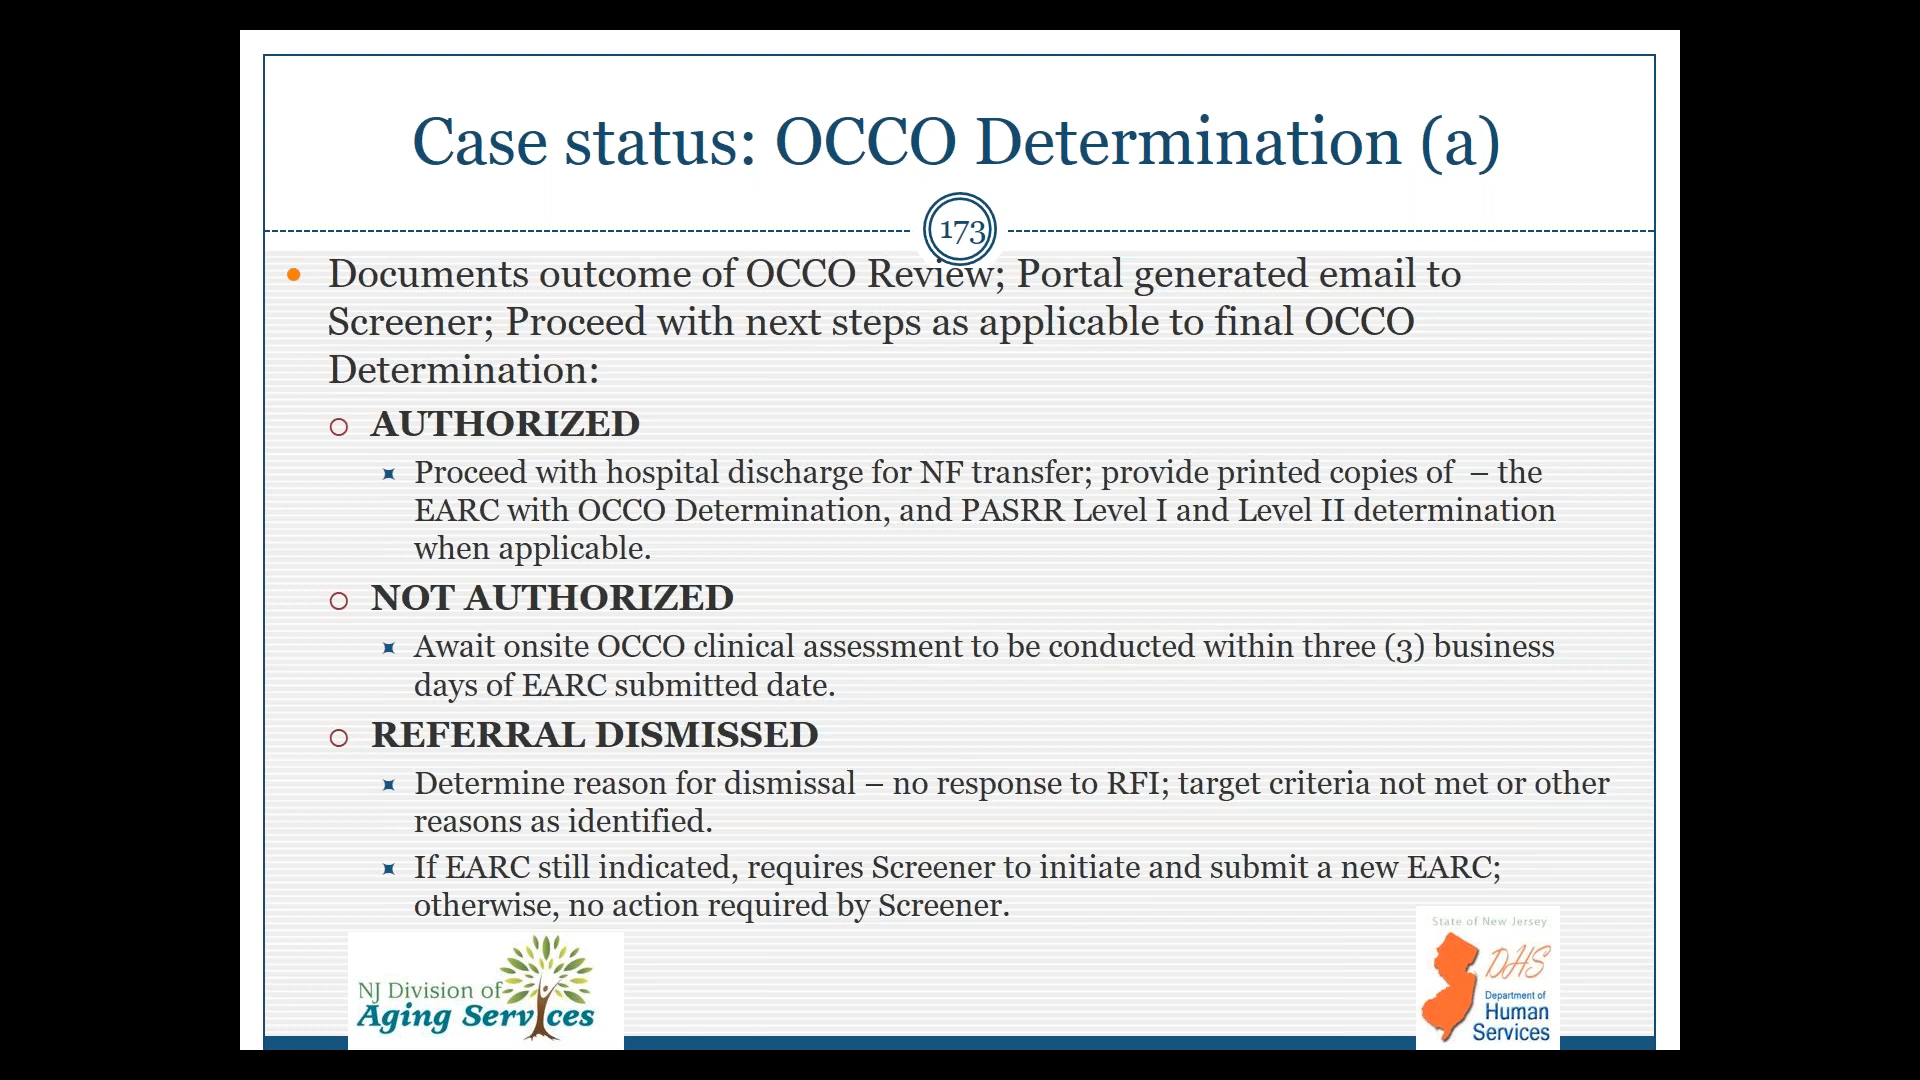 Case status: OCCO Determination (a)
173
Documents outcome of OCCO Review; Portal generated email to
Screener; Proceed with next steps as applicable to final OCCO
Determination:
AUTHORIZED
Proceed with hospital discharge for NF transfer; provide printed copies of – the
EARC with OCCO Determination, and PASRR Level I and Level II determination
when applicable.
NOT AUTHORIZED
Await onsite OCCO clinical assessment to be conducted within three (3) business
days of EARC submitted date.
REFERRAL DISMISSED
Determine reason for dismissal – no response to RFI; target criteria not met or other
reasons as identified.
If EARC still indicated, requires Screener to initiate and submit a new EARC;
otherwise, no action required by Screener.
NJ Division of
Aging Services
State of New Jersey
DHS
Department of
Human
Services